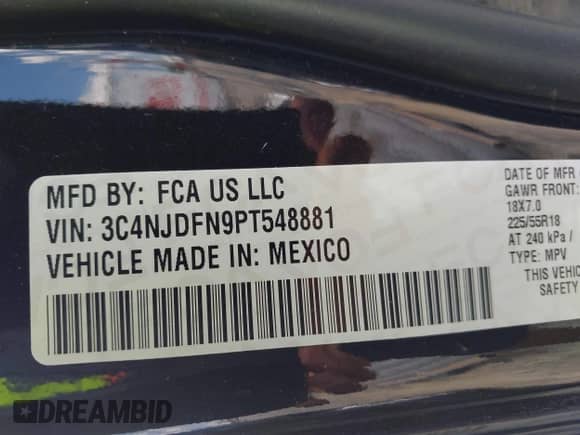 MFD BY: FCA US LLC
VIN: 3C4NJDFN9PT548881
VEHICLE MADE IN: MEXICO
DATE OF MFR
GAWR FRONT:
18X7.0
225/55R18
AT 240 kPa /
TYPE: MPV
THIS VEHIC
SAFETY
DREAMBID